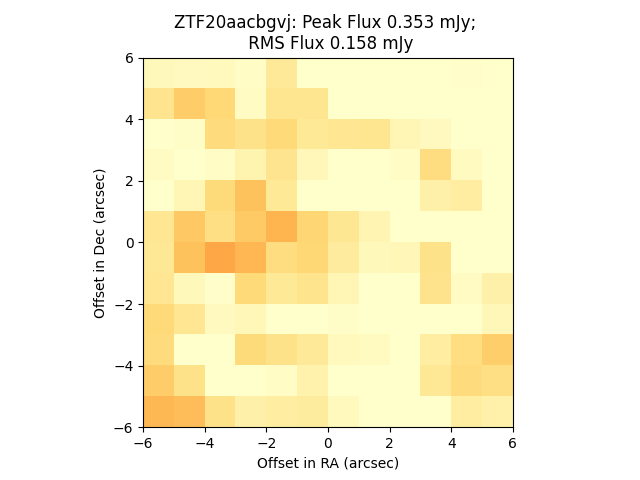 ZTF20aacbgvj: Peak Flux 0.353 mJy;
RMS Flux 0.158 mJy
6
4
2
0
−2
−4
−6
Offset in Dec (arcsec)
−6 −4 −2 0 2 4 6
Offset in RA (arcsec)